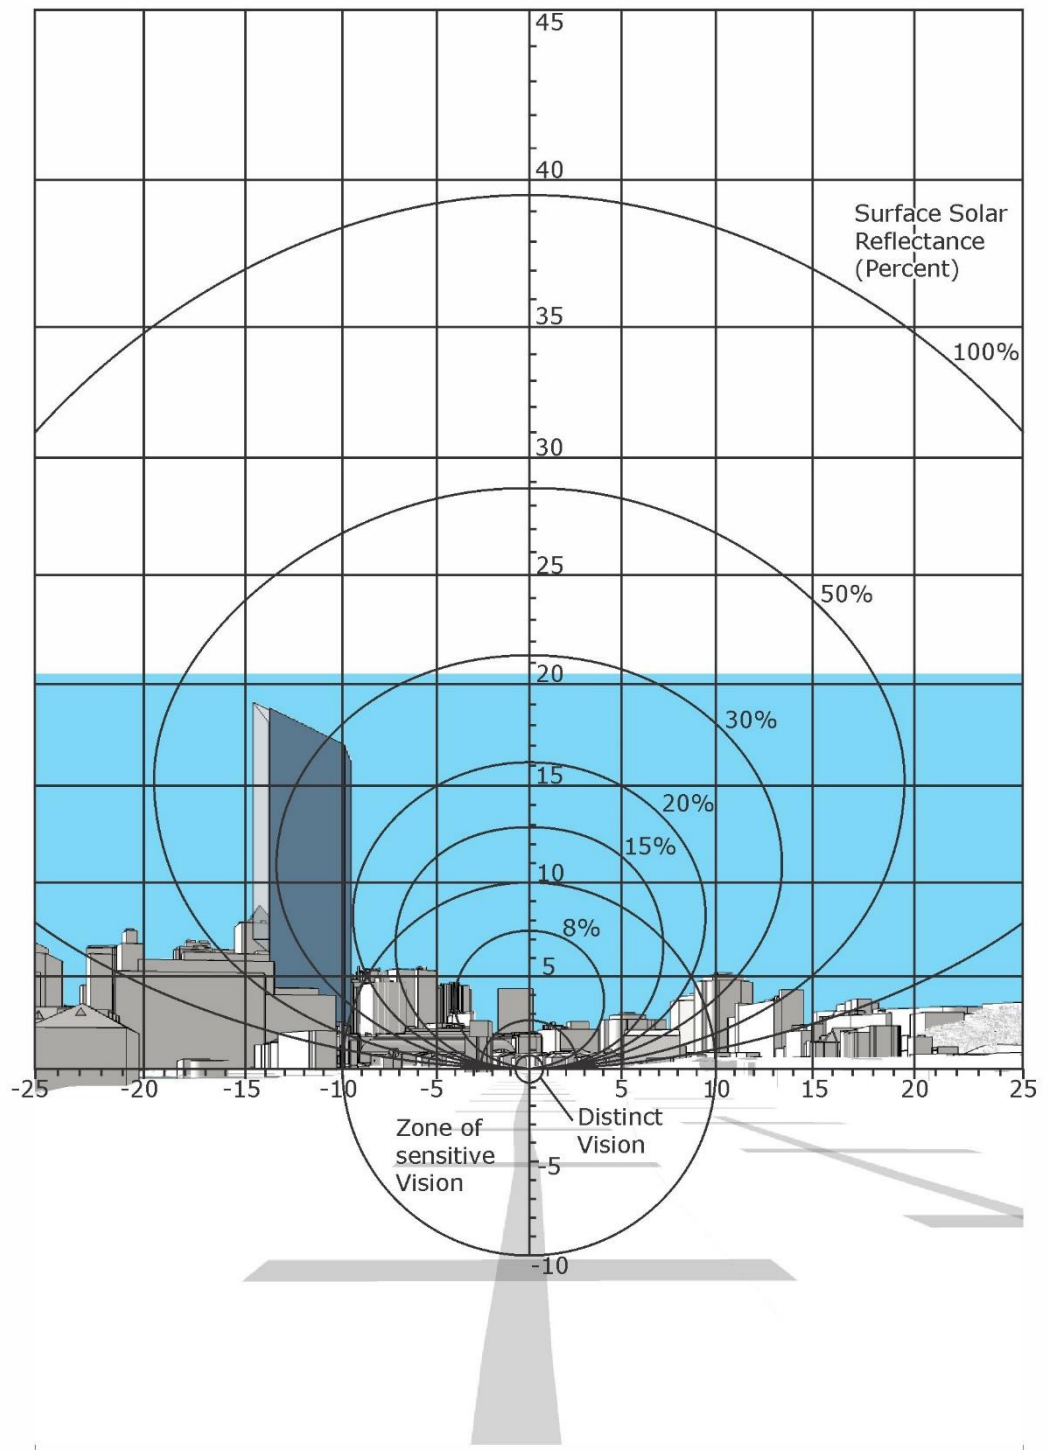 45
40
Surface Solar
Reflectance
(Percent)
35
100%
30
25
50%
20
30%
15
20%
15%
10
8%
5
-25 -20 -15 -10 -5 5 10 15 20 25
Zone of
sensitive
Vision
Distinct
Vision
-5
-10